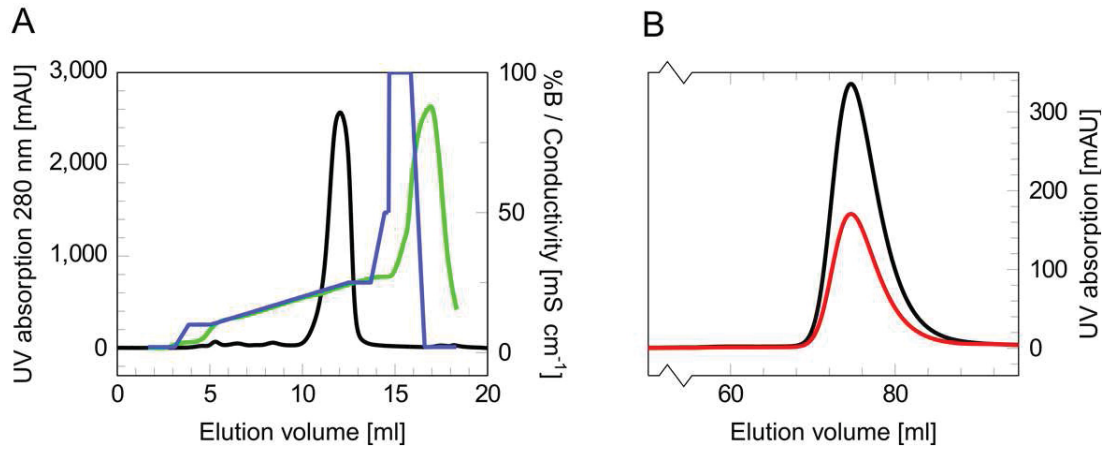 A
B
UV absorption 280 nm [mAU]
3,000
2,000
1,000
0
100
50
0
%B / Conductivity [mS cm-1]
0 5 10 15 20
Elution volume [ml]
300
200
100
0
UV absorption [mAU]
60 80
Elution volume [ml]